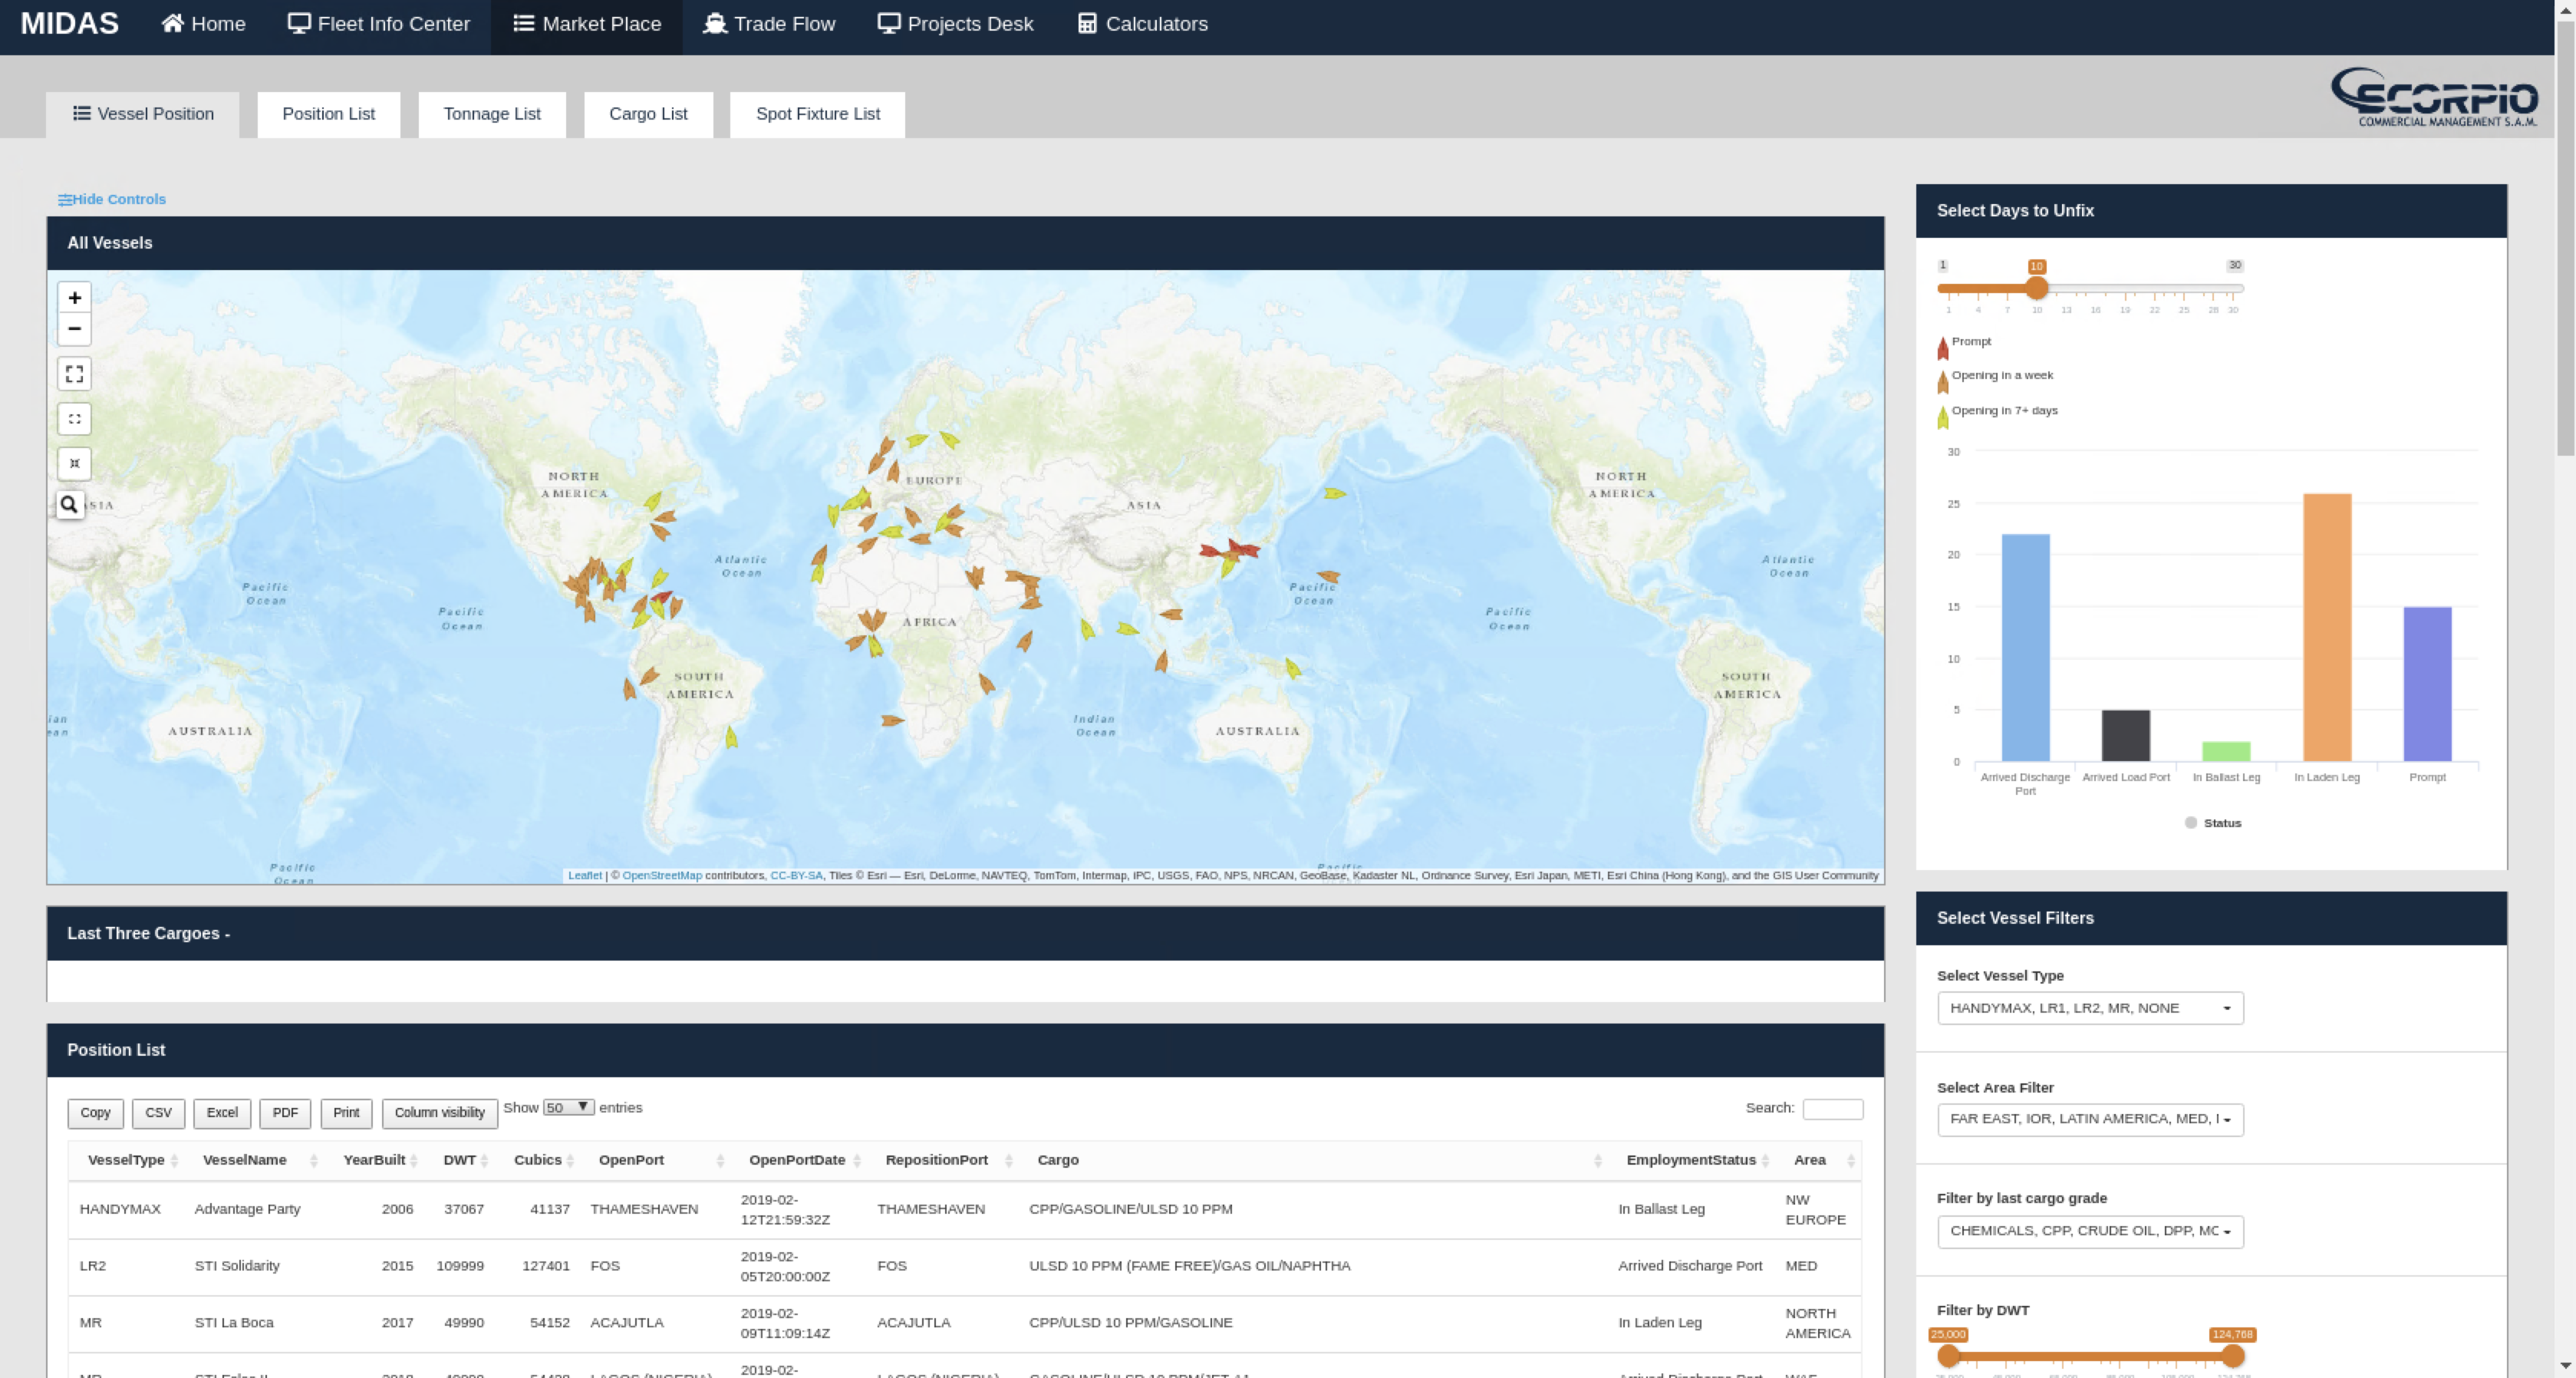 MIDAS Home Fleet Info Center Market Place Trade Flow Projects Desk Calculators
SCORPIO
COMMERCIAL MANAGEMENT S.A.M.
Vessel Position Position List Tonnage List Cargo List Spot Fixture List
Hide Controls
All Vessels
+
−
NORTH
AMERICA
EUROPE
ASIA
NORTH
AMERICA
Atlantic
Ocean
Atlantic
Ocean
Pacific
Ocean
Pacific
Ocean
Pacific
Ocean
Pacific
Ocean
AFRICA
SOUTH
AMERICA
SOUTH
AMERICA
Indian
Ocean
AUSTRALIA
AUSTRALIA
Pacific
Ocean
Leaflet | © OpenStreetMap contributors, CC-BY-SA, Tiles © Esri — Esri, DeLorme, NAVTEQ, TomTom, Intermap, iPC, USGS, FAO, NPS, NRCAN, GeoBase, Kadaster NL, Ordnance Survey, Esri Japan, METI, Esri China (Hong Kong), and the GIS User Community
Select Days to Unfix
1 10 30
1 4 7 10 13 16 19 22 25 28 30
Prompt
Opening in a week
Opening in 7+ days
30
25
20
15
10
5
0
Arrived Discharge Port Arrived Load Port In Ballast Leg In Laden Leg Prompt
Status
Last Three Cargoes -
Position List
Copy CSV Excel PDF Print Column visibility Show 50 entries Search:
VesselType VesselName YearBuilt DWT Cubics OpenPort OpenPortDate RepositionPort Cargo EmploymentStatus Area
HANDYMAX Advantage Party 2006 37067 41137 THAMESHAVEN 2019-02-12T21:59:32Z THAMESHAVEN CPP/GASOLINE/ULSD 10 PPM In Ballast Leg NW EUROPE
LR2 STI Solidarity 2015 109999 127401 FOS 2019-02-05T20:00:00Z FOS ULSD 10 PPM (FAME FREE)/GAS OIL/NAPHTHA Arrived Discharge Port MED
MR STI La Boca 2017 49990 54152 ACAJUTLA 2019-02-09T11:09:14Z ACAJUTLA CPP/ULSD 10 PPM/GASOLINE In Laden Leg NORTH AMERICA
2019-02-
Select Vessel Filters
Select Vessel Type
HANDYMAX, LR1, LR2, MR, NONE
Select Area Filter
FAR EAST, IOR, LATIN AMERICA, MED,
Filter by last cargo grade
CHEMICALS, CPP, CRUDE OIL, DPP,
Filter by DWT
25,000 124,768